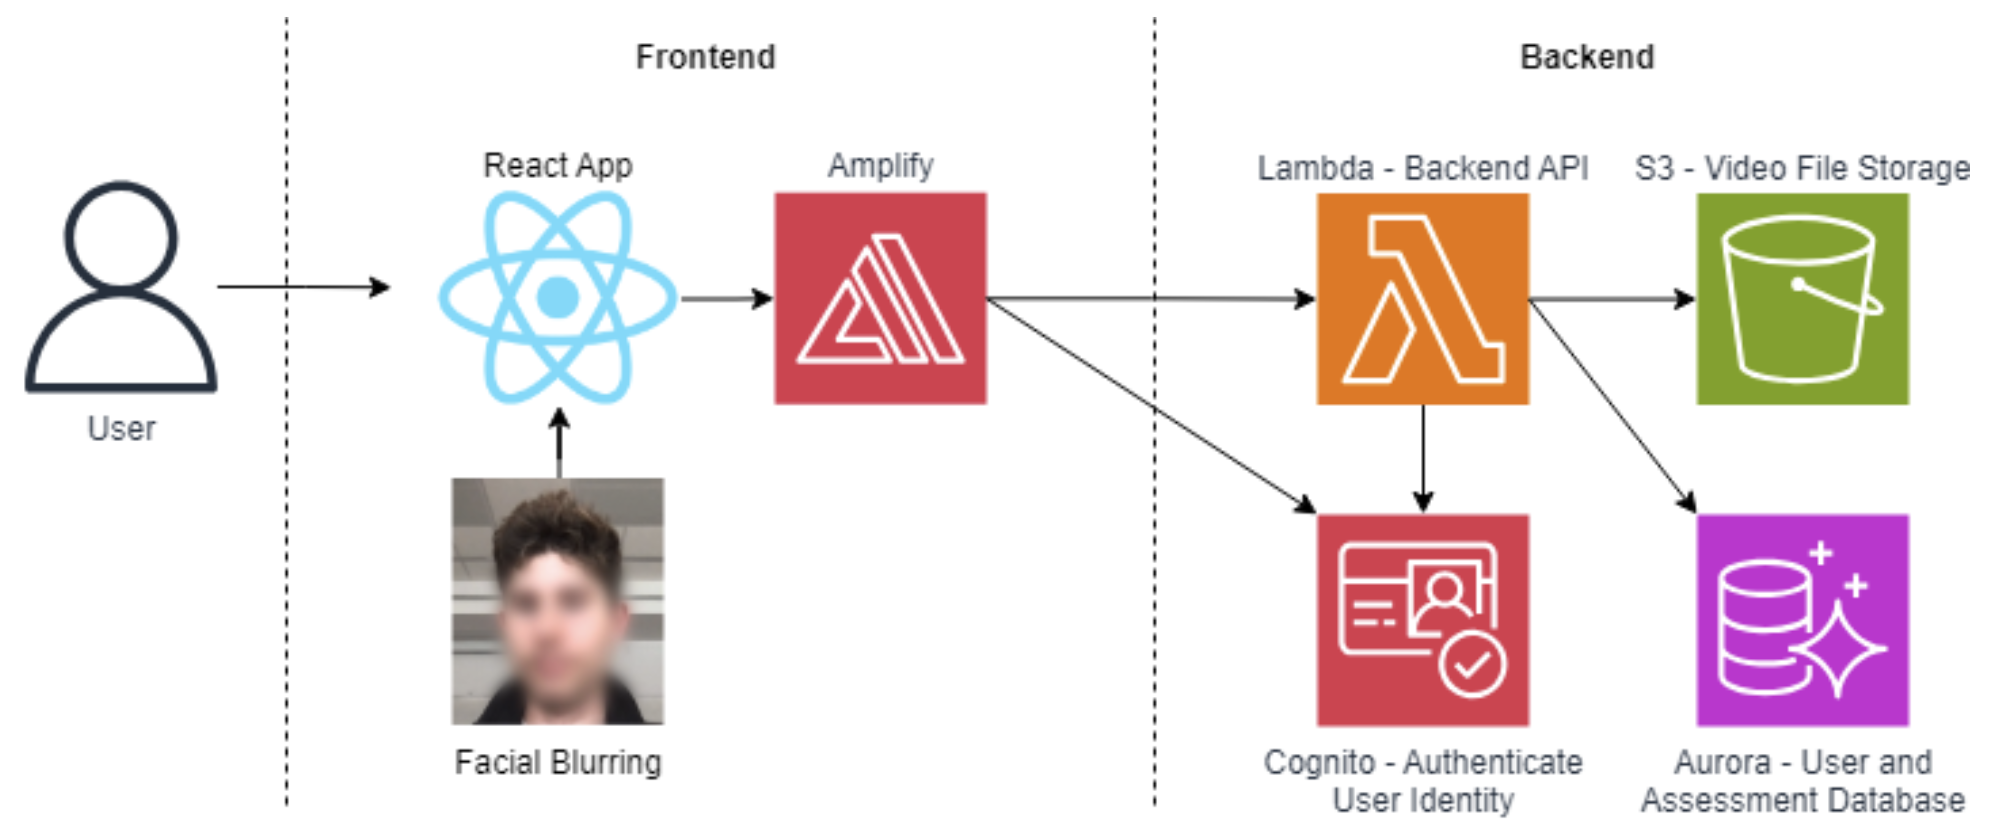 Frontend
Backend
React App
Amplify
Lambda - Backend API
S3 - Video File Storage
User
Facial Blurring
Cognito - Authenticate
User Identity
Aurora - User and
Assessment Database